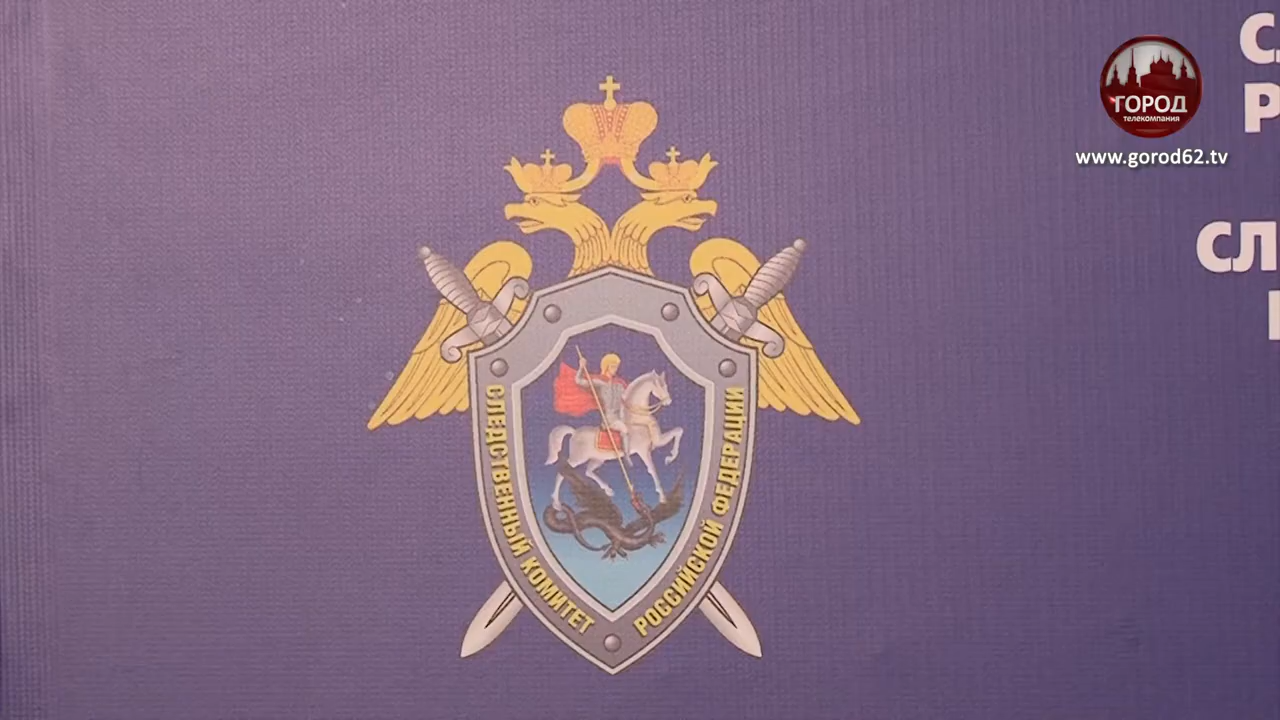 ГОРОД
телекомпания
www.gorod62.tv
СЛЕДСТВЕННЫЙ КОМИТЕТ
РОССИЙСКОЙ ФЕДЕРАЦИИ